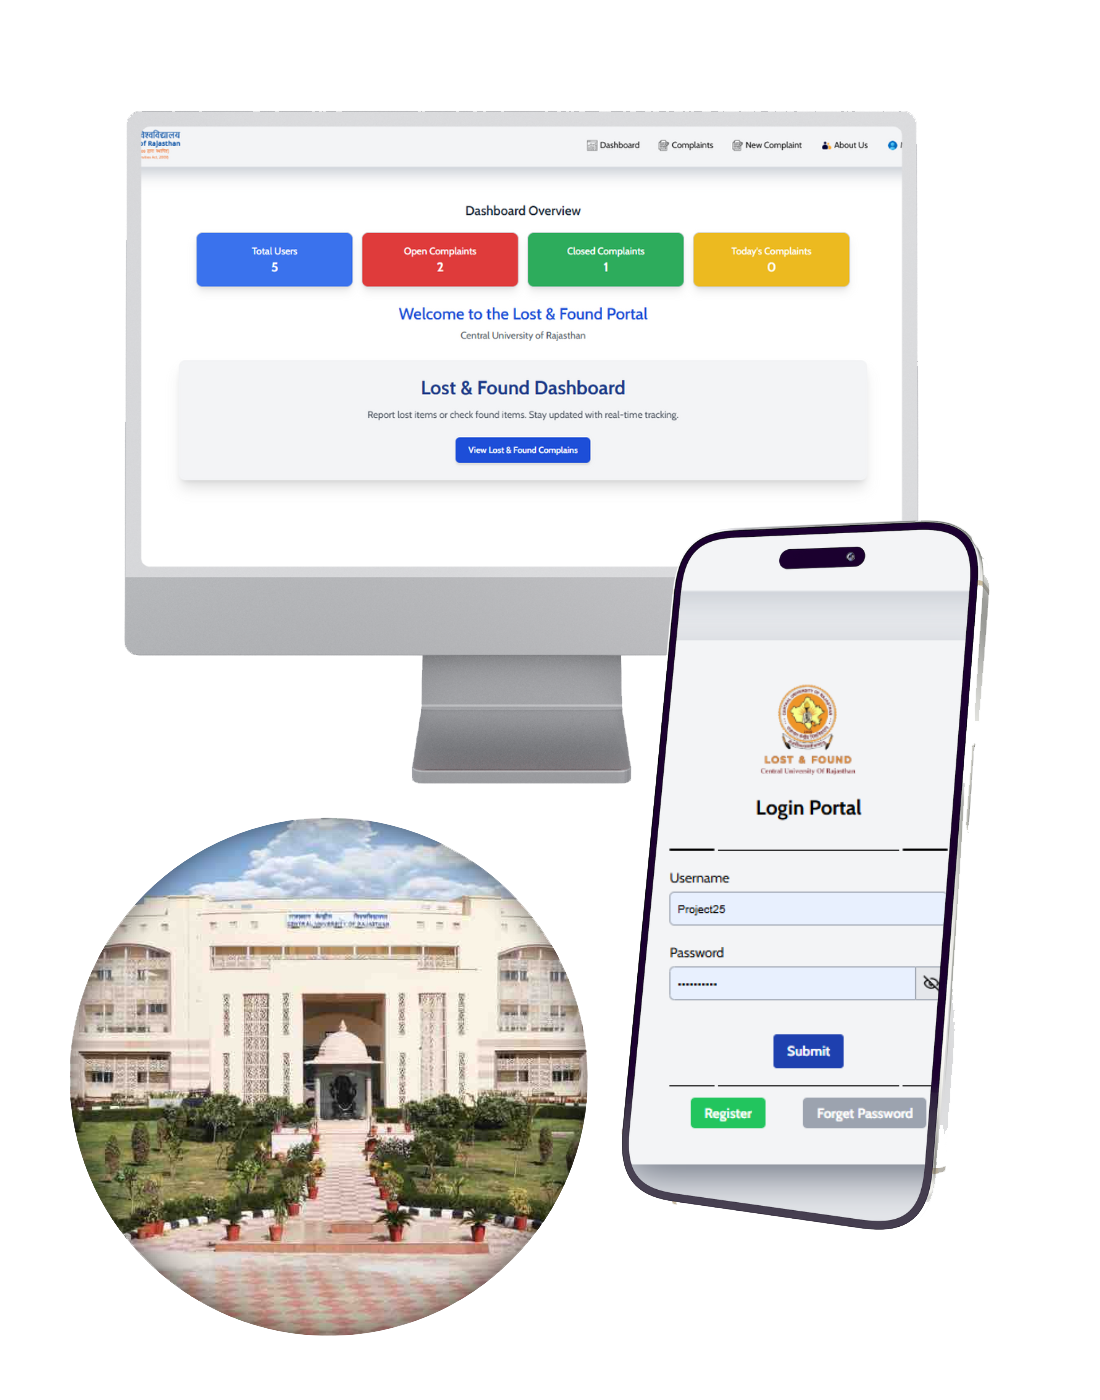 विश्वविद्यालय
of Rajasthan
Dashboard
Complaints
New Complaint
About Us
Dashboard Overview
Total Users
5
Open Complaints
2
Closed Complaints
1
Today's Complaints
0
Welcome to the Lost & Found Portal
Central University of Rajasthan
Lost & Found Dashboard
Report lost items or check found items. Stay updated with real-time tracking.
View Lost & Found Complains
LOST & FOUND
Central University Of Rajasthan
Login Portal
Username
Project25
Password
••••••••••
Submit
Register
Forget Password
राजस्थान केन्द्रीय विश्वविद्यालय
CENTRAL UNIVERSITY OF RAJASTHAN